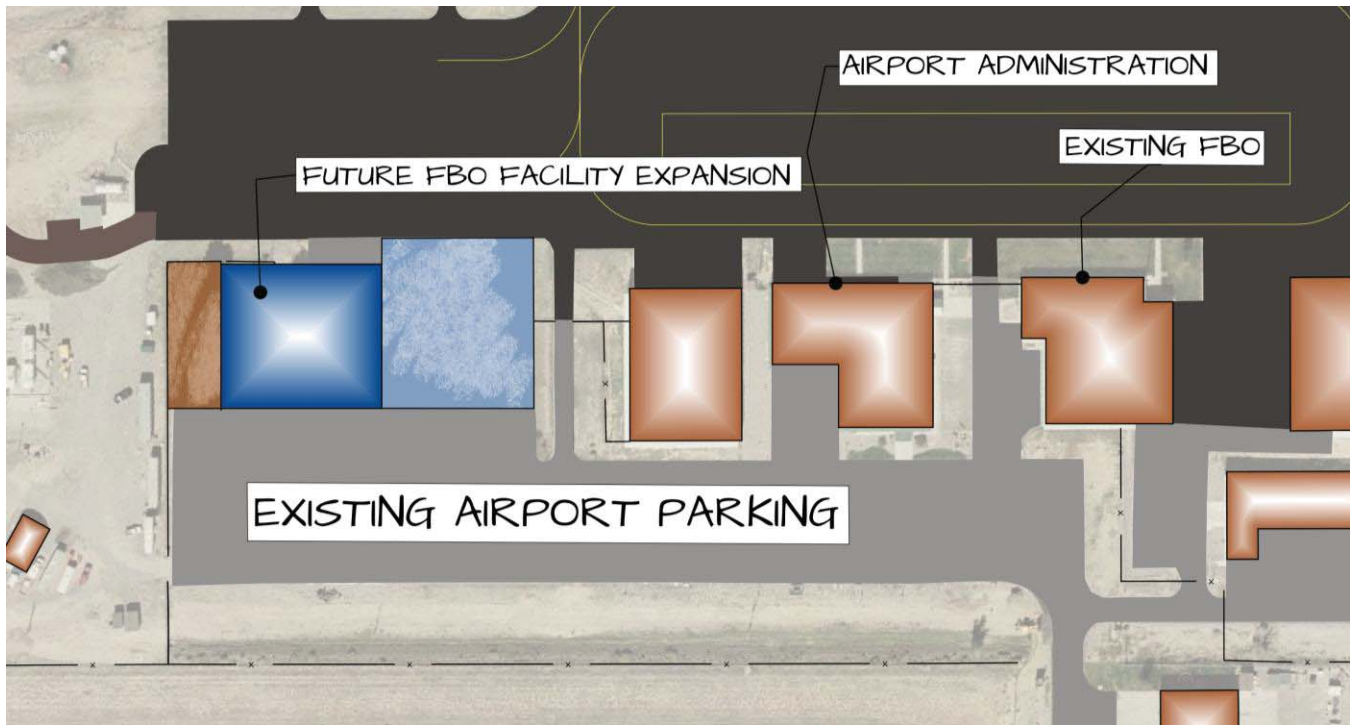 AIRPORT ADMINISTRATION
EXISTING FBO
FUTURE FBO FACILITY EXPANSION
EXISTING AIRPORT PARKING